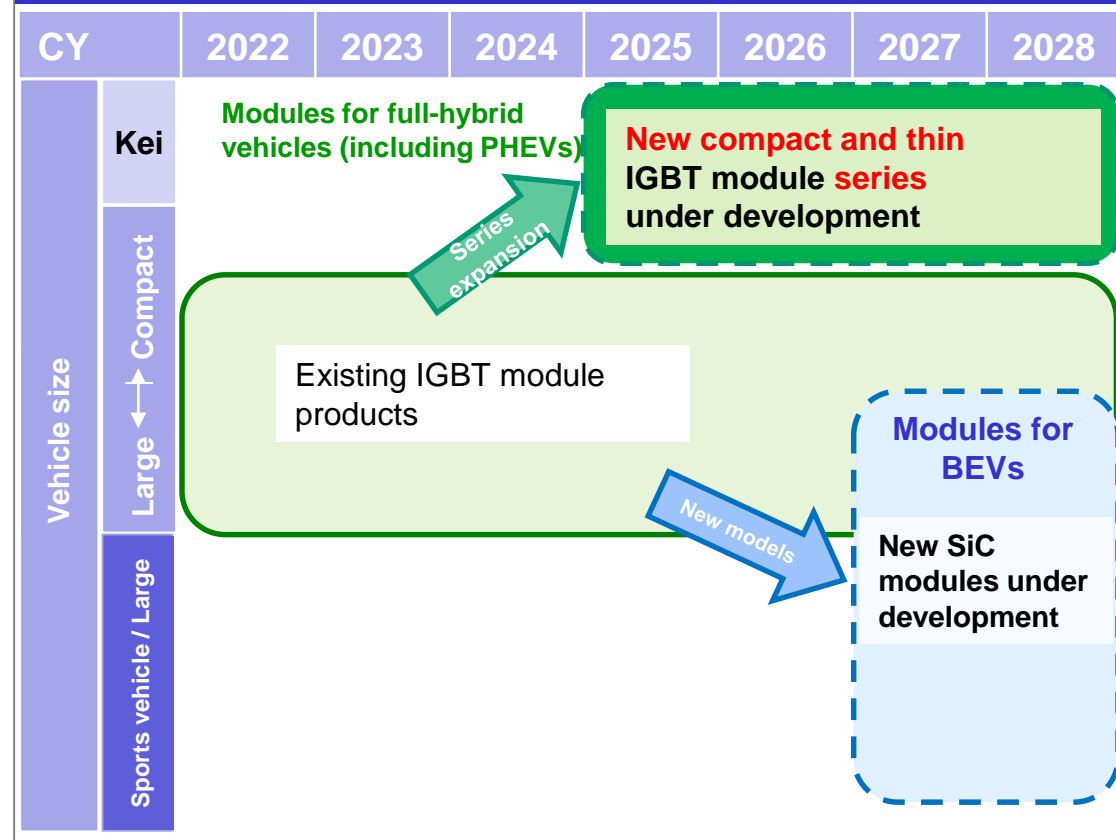 CY 2022 2023 2024 2025 2026 2027 2028
Vehicle size
Kei
Large ↔ Compact
Sports vehicle / Large
Modules for full-hybrid
vehicles (including PHEVs)
New compact and thin
IGBT module series
under development
Series
expansion
Existing IGBT module
products
New models
Modules for
BEVs
New SiC
modules under
development